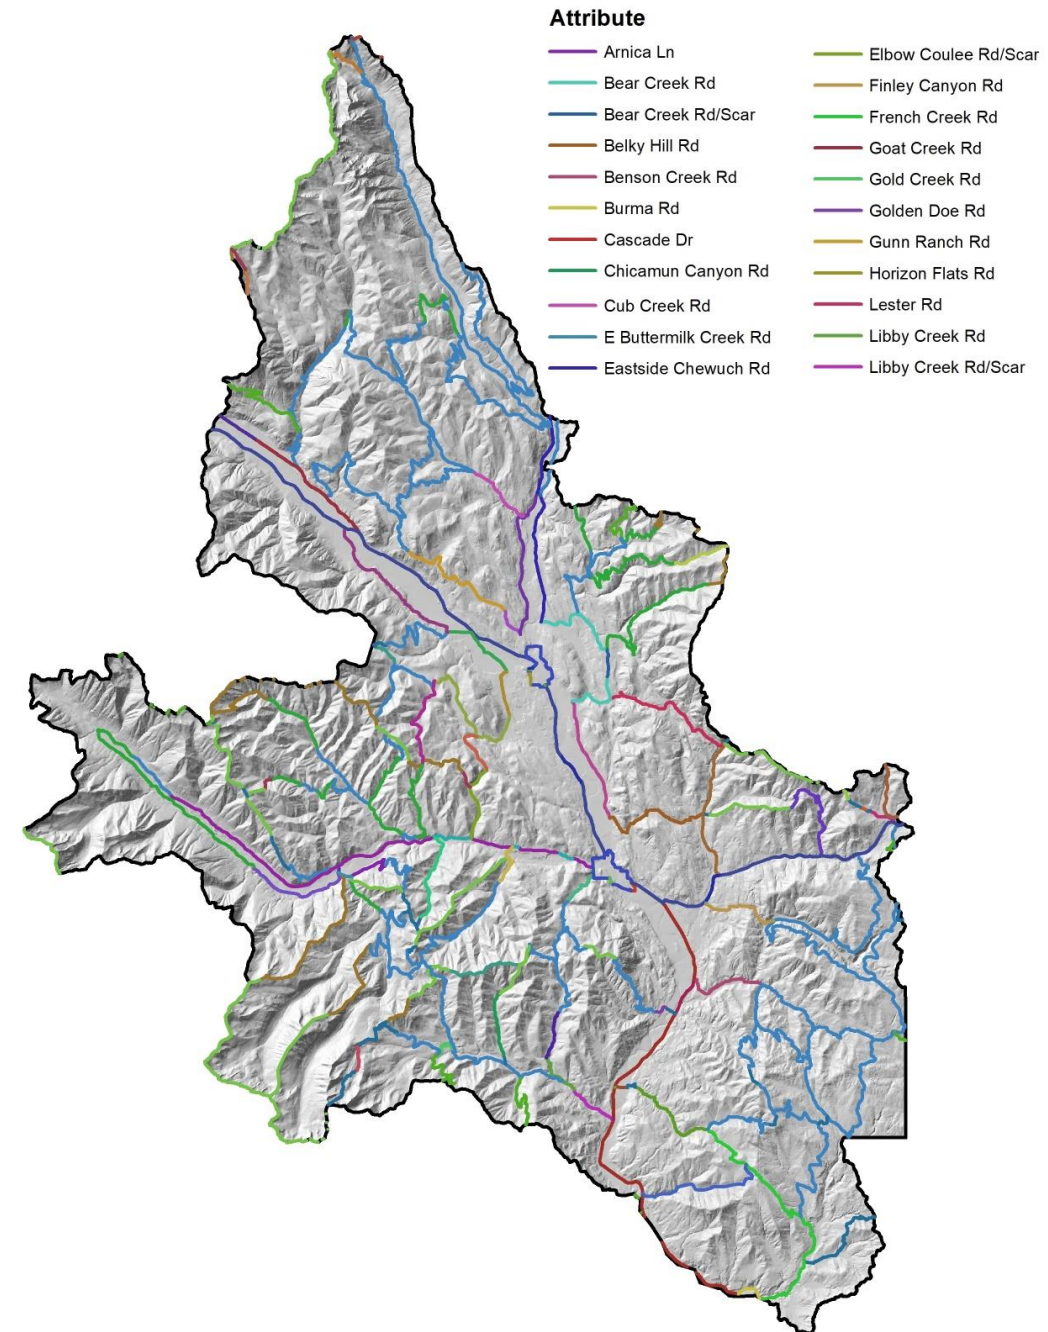 Attribute
Arnica Ln
Bear Creek Rd
Bear Creek Rd/Scar
Belky Hill Rd
Benson Creek Rd
Burma Rd
Cascade Dr
Chicamun Canyon Rd
Cub Creek Rd
E Buttermilk Creek Rd
Eastside Chewuch Rd
Elbow Coulee Rd/Scar
Finley Canyon Rd
French Creek Rd
Goat Creek Rd
Gold Creek Rd
Golden Doe Rd
Gunn Ranch Rd
Horizon Flats Rd
Lester Rd
Libby Creek Rd
Libby Creek Rd/Scar